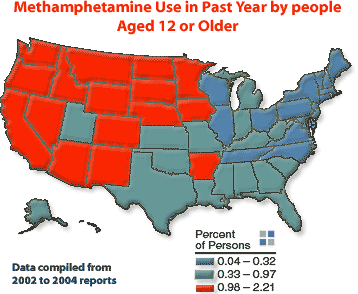 Methamphetamine Use in Past Year by people
Aged 12 or Older
Data compiled from
2002 to 2004 reports
Percent
of Persons
0.04 – 0.32
0.33 – 0.97
0.98 – 2.21